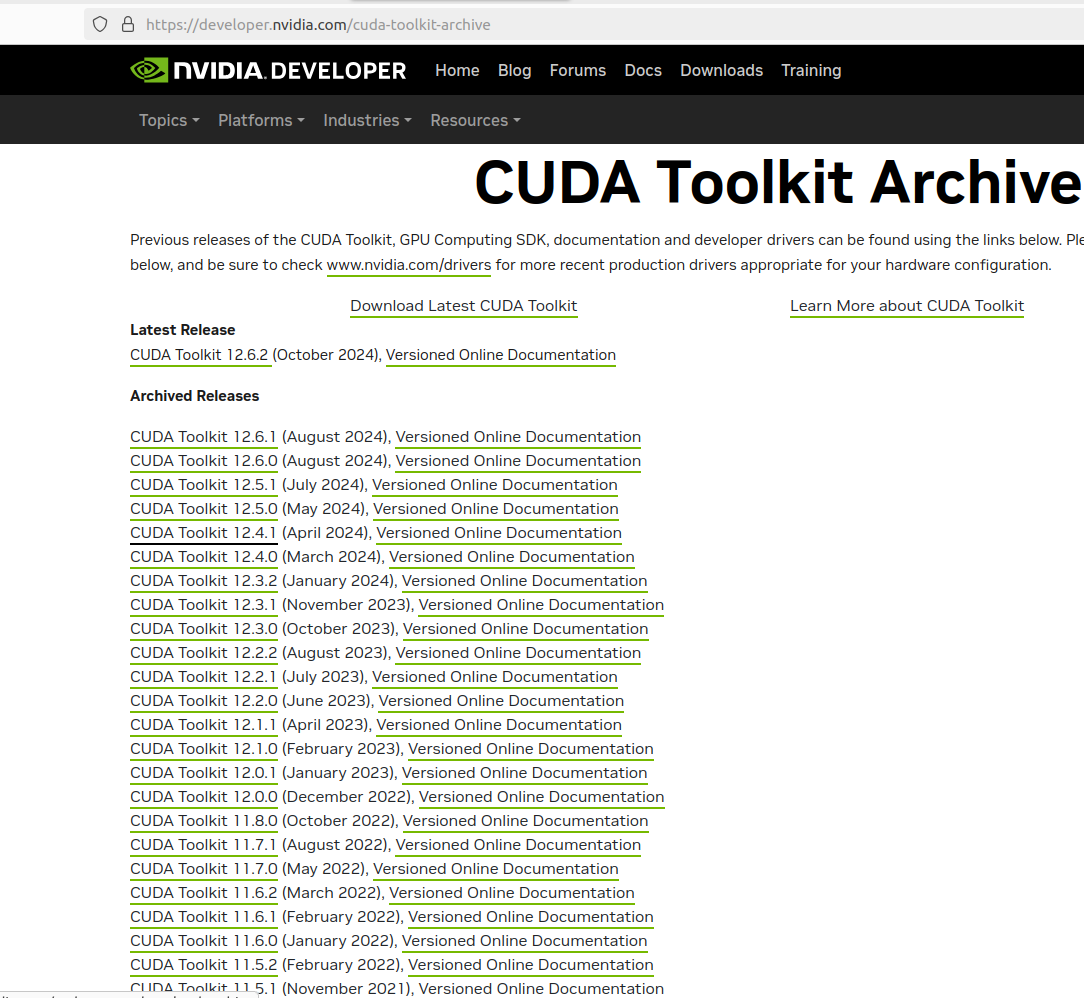 https://developer.nvidia.com/cuda-toolkit-archive
NVIDIA.DEVELOPER Home Blog Forums Docs Downloads Training
Topics Platforms Industries Resources
CUDA Toolkit Archive
Previous releases of the CUDA Toolkit, GPU Computing SDK, documentation and developer drivers can be found using the links below.
below, and be sure to check www.nvidia.com/drivers for more recent production drivers appropriate for your hardware configuration.
Download Latest CUDA Toolkit Learn More about CUDA Toolkit
Latest Release
CUDA Toolkit 12.6.2 (October 2024), Versioned Online Documentation
Archived Releases
CUDA Toolkit 12.6.1 (August 2024), Versioned Online Documentation
CUDA Toolkit 12.6.0 (August 2024), Versioned Online Documentation
CUDA Toolkit 12.5.1 (July 2024), Versioned Online Documentation
CUDA Toolkit 12.5.0 (May 2024), Versioned Online Documentation
CUDA Toolkit 12.4.1 (April 2024), Versioned Online Documentation
CUDA Toolkit 12.4.0 (March 2024), Versioned Online Documentation
CUDA Toolkit 12.3.2 (January 2024), Versioned Online Documentation
CUDA Toolkit 12.3.1 (November 2023), Versioned Online Documentation
CUDA Toolkit 12.3.0 (October 2023), Versioned Online Documentation
CUDA Toolkit 12.2.2 (August 2023), Versioned Online Documentation
CUDA Toolkit 12.2.1 (July 2023), Versioned Online Documentation
CUDA Toolkit 12.2.0 (June 2023), Versioned Online Documentation
CUDA Toolkit 12.1.1 (April 2023), Versioned Online Documentation
CUDA Toolkit 12.1.0 (February 2023), Versioned Online Documentation
CUDA Toolkit 12.0.1 (January 2023), Versioned Online Documentation
CUDA Toolkit 12.0.0 (December 2022), Versioned Online Documentation
CUDA Toolkit 11.8.0 (October 2022), Versioned Online Documentation
CUDA Toolkit 11.7.1 (August 2022), Versioned Online Documentation
CUDA Toolkit 11.7.0 (May 2022), Versioned Online Documentation
CUDA Toolkit 11.6.2 (March 2022), Versioned Online Documentation
CUDA Toolkit 11.6.1 (February 2022), Versioned Online Documentation
CUDA Toolkit 11.6.0 (January 2022), Versioned Online Documentation
CUDA Toolkit 11.5.2 (February 2022), Versioned Online Documentation
CUDA Toolkit 11.5.1 (November 2021), Versioned Online Documentation